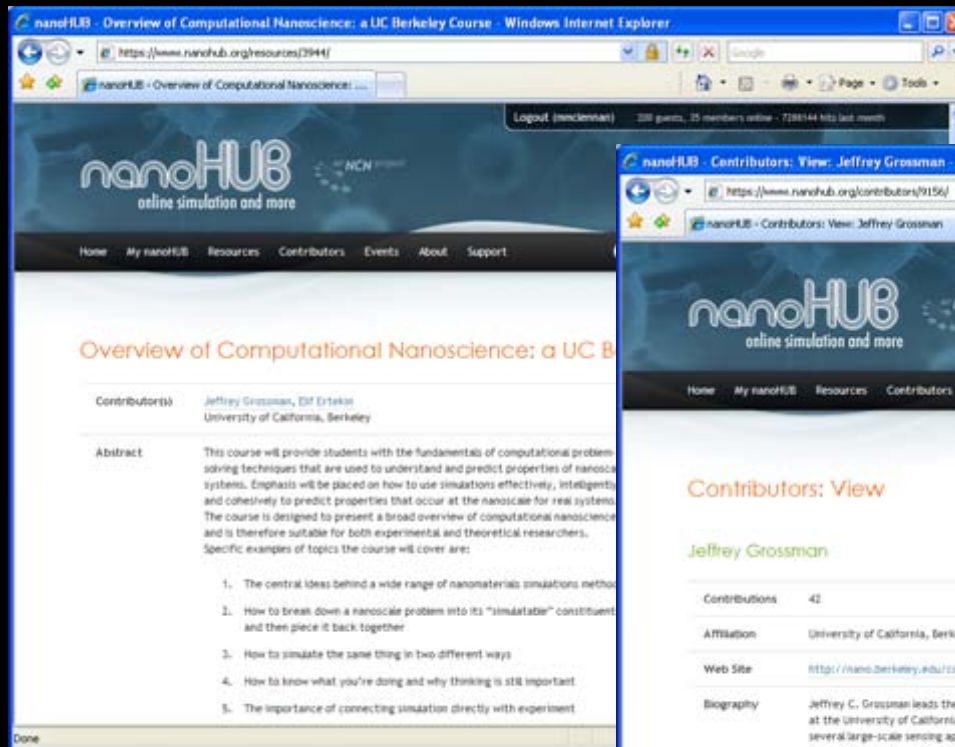 nanoHUB - Overview of Computational Nanoscience: a UC Berkeley Course - Windows Internet Explorer
https://www.nanohub.org/resources/3944/
Google
nanoHUB - Overview of Computational Nanoscience: ...
Page
Tools
Logout (mmclennan)
208 guests, 25 members online - 7288144 hits last month
nanoHUB
an NCN project
online simulation and more
Home My nanoHUB Resources Contributors Events About Support
Overview of Computational Nanoscience: a UC B
Contributor(s)
Jeffrey Grossman, Elif Ertekin
University of California, Berkeley
Abstract
This course will provide students with the fundamentals of computational problem-
solving techniques that are used to understand and predict properties of nanosca
systems. Emphasis will be placed on how to use simulations effectively, intelligently
and cohesively to predict properties that occur at the nanoscale for real systems
The course is designed to present a broad overview of computational nanoscience
and is therefore suitable for both experimental and theoretical researchers.
Specific examples of topics the course will cover are:
1. The central ideas behind a wide range of nanomaterials simulations metho
2. How to break down a nanoscale problem into its "simulatable" constituent
and then piece it back together
3. How to simulate the same thing in two different ways
4. How to know what you're doing and why thinking is still important
5. The importance of connecting simulation directly with experiment
Done
nanoHUB - Contributors: View: Jeffrey Grossman -
https://www.nanohub.org/contributors/9156/
nanoHUB - Contributors: View: Jeffrey Grossman
nanoHUB
online simulation and more
Home My nanoHUB Resources Contributors
Contributors: View
Jeffrey Grossman
Contributions 42
Affiliation University of California, Berk
Web Site
Biography Jeffrey C. Grossman leads the
at the University of California
several large-scale sensing ap